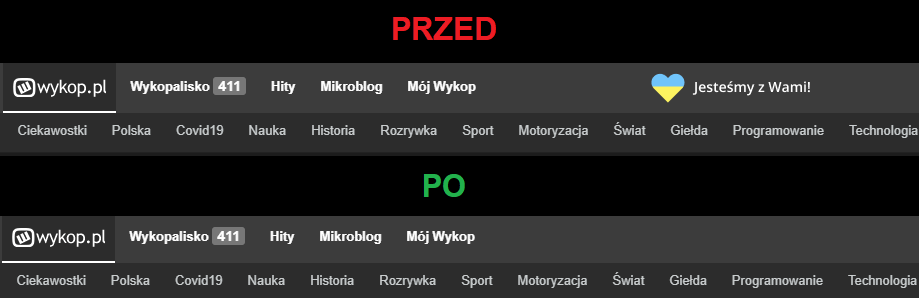 PRZED
wykop.pl Wykopalisko 411 Hity Mikroblog Mój Wykop Jesteśmy z Wami!
Ciekawostki Polska Covid19 Nauka Historia Rozrywka Sport Motoryzacja Świat Giełda Programowanie Technologia
PO
wykop.pl Wykopalisko 411 Hity Mikroblog Mój Wykop
Ciekawostki Polska Covid19 Nauka Historia Rozrywka Sport Motoryzacja Świat Giełda Programowanie Technologia